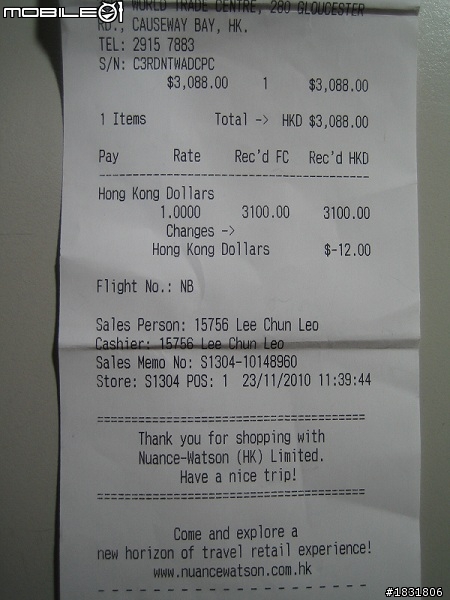 MOBILE01
WORLD TRADE CENTRE, 280 GLOUCESTER
RD., CAUSEWAY BAY, HK.
TEL: 2915 7883
S/N: C3RDNTWADCPC
$3,088.00 1 $3,088.00
1 Items Total -> HKD $3,088.00
Pay Rate Rec'd FC Rec'd HKD
Hong Kong Dollars
1.0000 3100.00 3100.00
Changes ->
Hong Kong Dollars $-12.00
Flight No.: NB
Sales Person: 15756 Lee Chun Leo
Cashier: 15756 Lee Chun Leo
Sales Memo No: S1304-10148960
Store: S1304 POS: 1 23/11/2010 11:39:44
Thank you for shopping with
Nuance-Watson (HK) Limited.
Have a nice trip!
Come and explore a
new horizon of travel retail experience!
www.nuancewatson.com.hk
#1831806